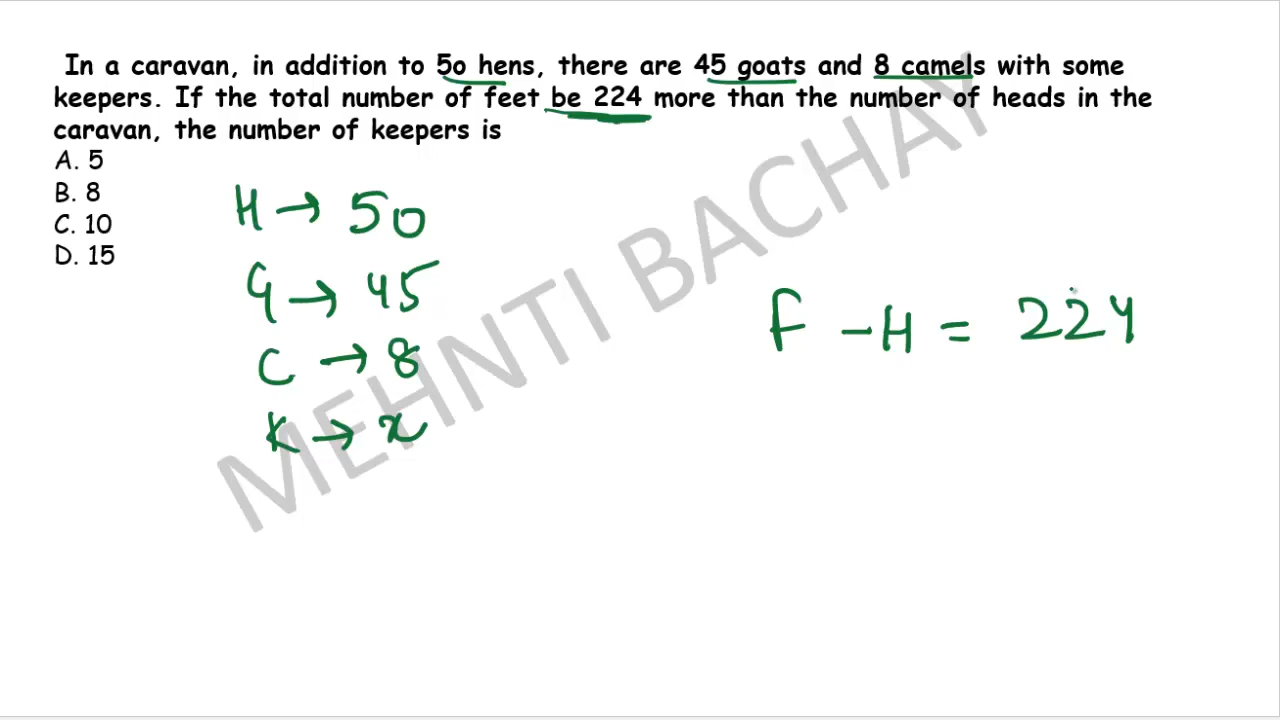 In a caravan, in addition to 5o hens, there are 45 goats and 8 camels with some
keepers. If the total number of feet be 224 more than the number of heads in the
caravan, the number of keepers is
A. 5
B. 8
C. 10
D. 15
H → 50
G → 45
C → 8
K → x
F - H = 224
MEHNTI BACHAY